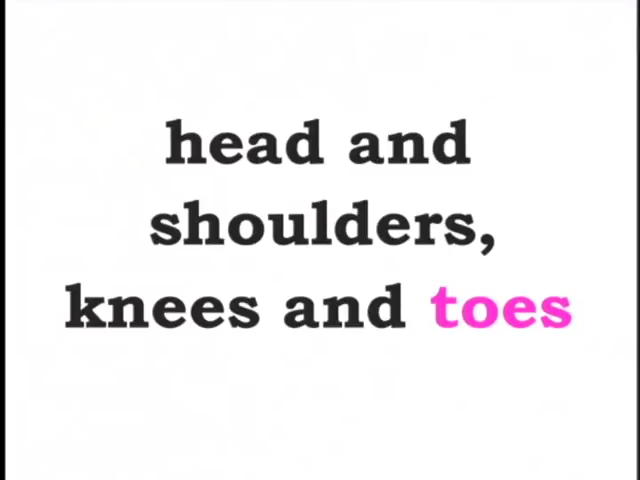 head and
shoulders,
knees and toes